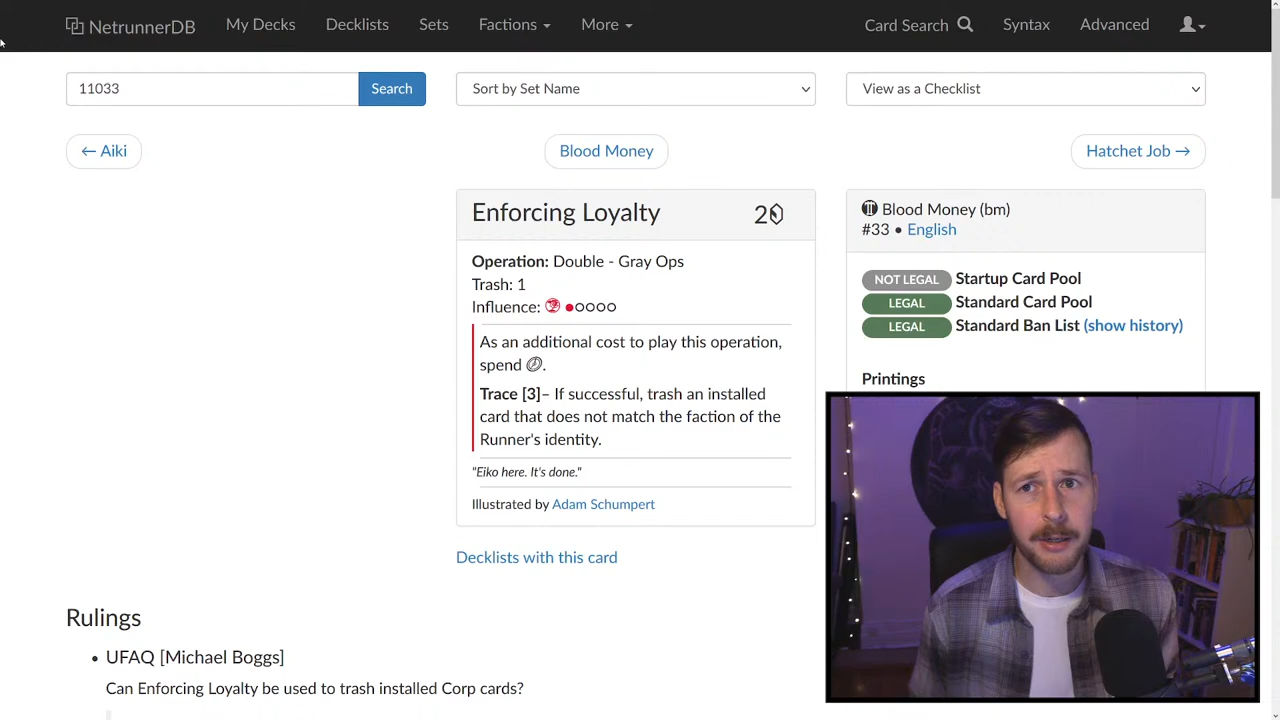 NetrunnerDB My Decks Decklists Sets Factions More Card Search Syntax Advanced
11033 Search Sort by Set Name View as a Checklist
← Aiki Blood Money Hatchet Job →
Enforcing Loyalty 2
Operation: Double - Gray Ops
Trash: 1
Influence:
As an additional cost to play this operation,
spend .
Trace [3]– If successful, trash an installed
card that does not match the faction of the
Runner's identity.
"Eiko here. It's done."
Illustrated by Adam Schumpert
Decklists with this card
Blood Money (bm)
#33 • English
NOT LEGAL Startup Card Pool
LEGAL Standard Card Pool
LEGAL Standard Ban List (show history)
Printings
Rulings
• UFAQ [Michael Boggs]
Can Enforcing Loyalty be used to trash installed Corp cards?